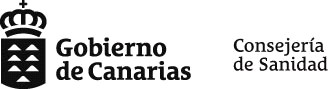 Gobierno
de Canarias
Consejería
de Sanidad